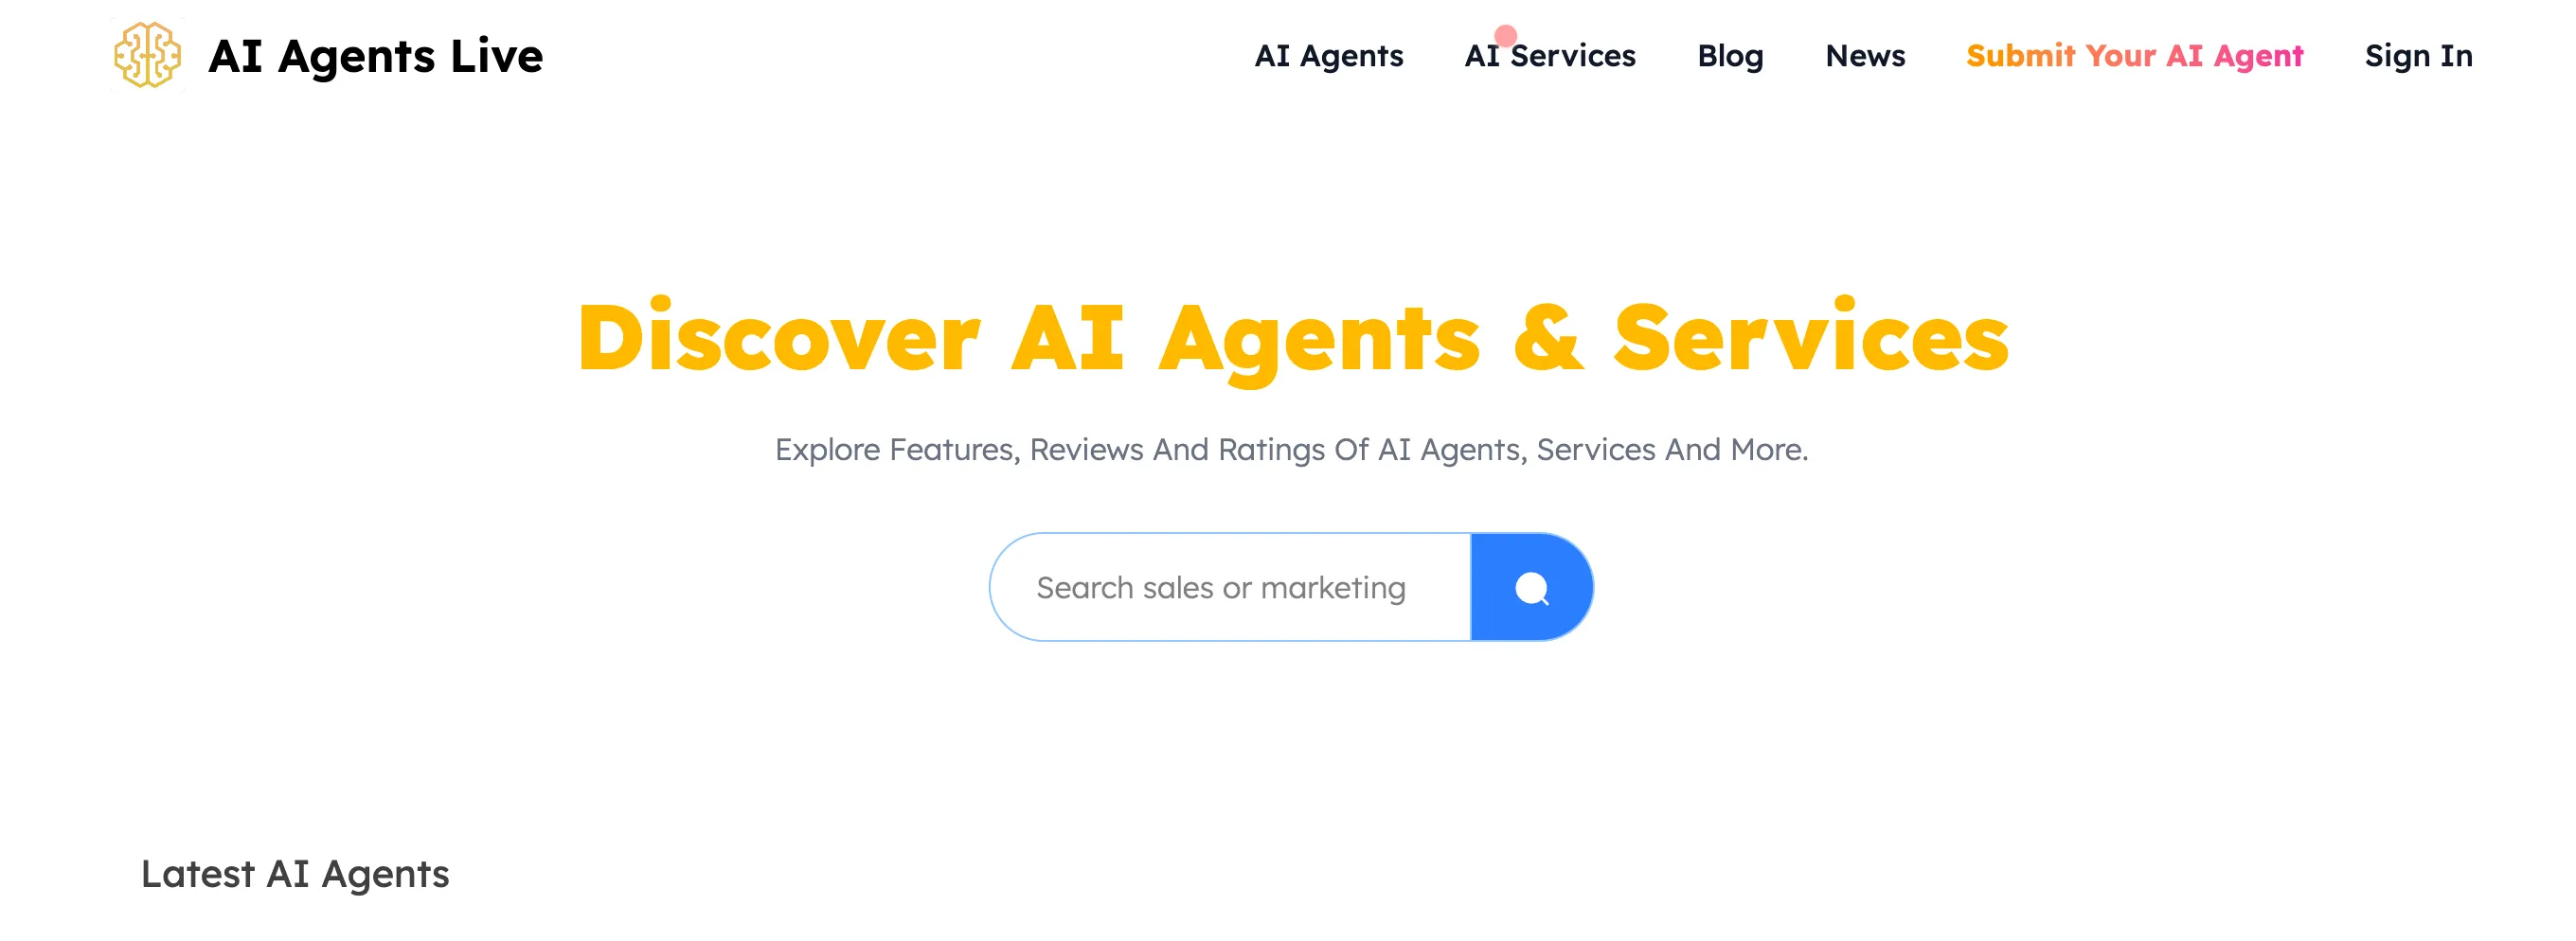 AI Agents Live
AI Agents AI Services Blog News Submit Your AI Agent Sign In
Discover AI Agents & Services
Explore Features, Reviews And Ratings Of AI Agents, Services And More.
Search sales or marketing
Latest AI Agents